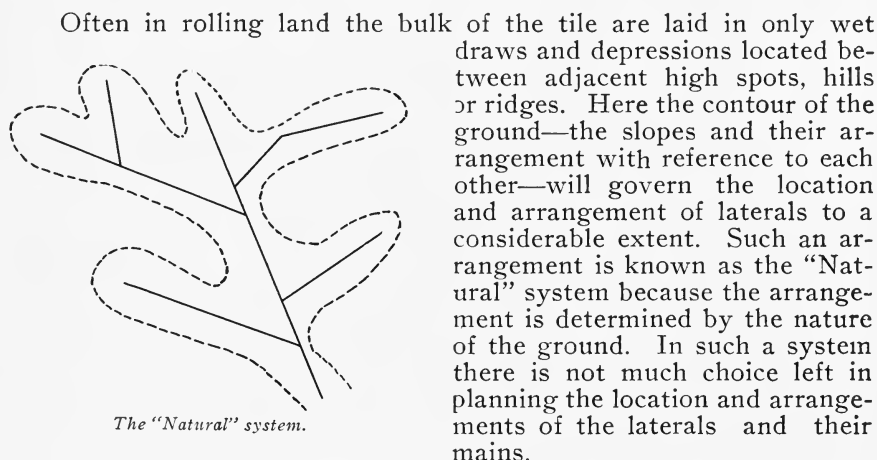 Often in rolling land the bulk of the tile are laid in only wet
draws and depressions located be-
tween adjacent high spots, hills
or ridges. Here the contour of the
ground—the slopes and their ar-
rangement with reference to each
other—will govern the location
and arrangement of laterals to a
considerable extent. Such an ar-
rangement is known as the “Nat-
ural” system because the arrange-
ment is determined by the nature
of the ground. In such a system
there is not much choice left in
planning the location and arrange-
ments of the laterals and their
mains.
The “Natural” system.